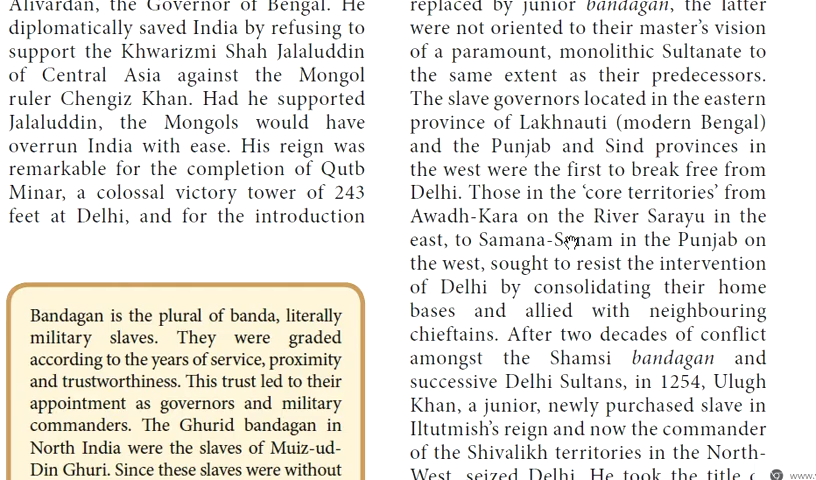 Alivardan, the Governor of Bengal. He
diplomatically saved India by refusing to
support the Khwarizmi Shah Jalaluddin
of Central Asia against the Mongol
ruler Chengiz Khan. Had he supported
Jalaluddin, the Mongols would have
overrun India with ease. His reign was
remarkable for the completion of Qutb
Minar, a colossal victory tower of 243
feet at Delhi, and for the introduction
Bandagan is the plural of banda, literally
military slaves. They were graded
according to the years of service, proximity
and trustworthiness. This trust led to their
appointment as governors and military
commanders. The Ghurid bandagan in
North India were the slaves of Muiz-ud-
Din Ghuri. Since these slaves were without
replaced by junior bandagan, the latter
were not oriented to their master's vision
of a paramount, monolithic Sultanate to
the same extent as their predecessors.
The slave governors located in the eastern
province of Lakhnauti (modern Bengal)
and the Punjab and Sind provinces in
the west were the first to break free from
Delhi. Those in the 'core territories' from
Awadh-Kara on the River Sarayu in the
east, to Samana-Sunam in the Punjab on
the west, sought to resist the intervention
of Delhi by consolidating their home
bases and allied with neighbouring
chieftains. After two decades of conflict
amongst the Shamsi bandagan and
successive Delhi Sultans, in 1254, Ulugh
Khan, a junior, newly purchased slave in
Iltutmish's reign and now the commander
of the Shivalikh territories in the North-
West, seized Delhi. He took the title
www.